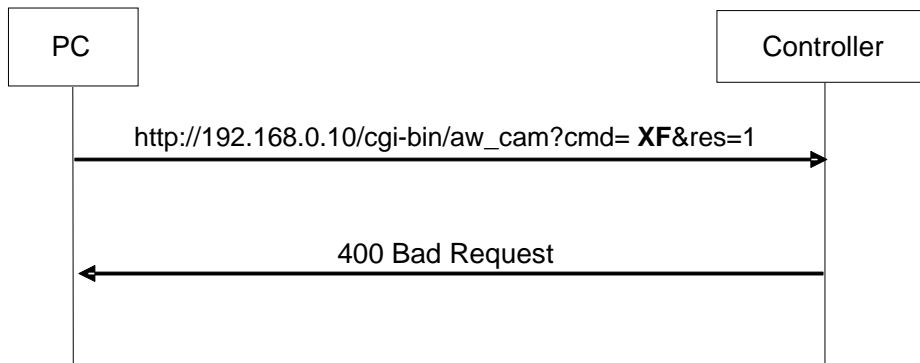 PC
Controller
http://192.168.0.10/cgi-bin/aw_cam?cmd= XF&res=1
400 Bad Request